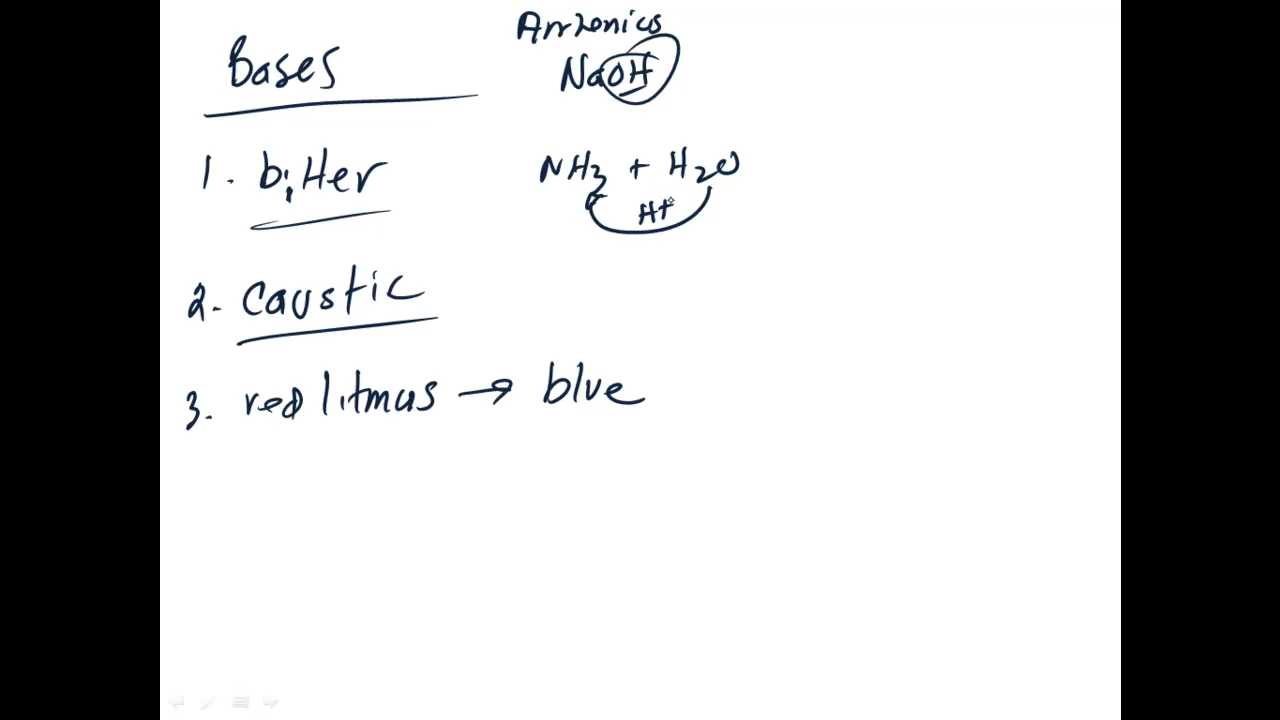 Bases
Arrhenius
NaOH
1. bitter
NH3 + H2O
H+
2. caustic
3. red litmus → blue